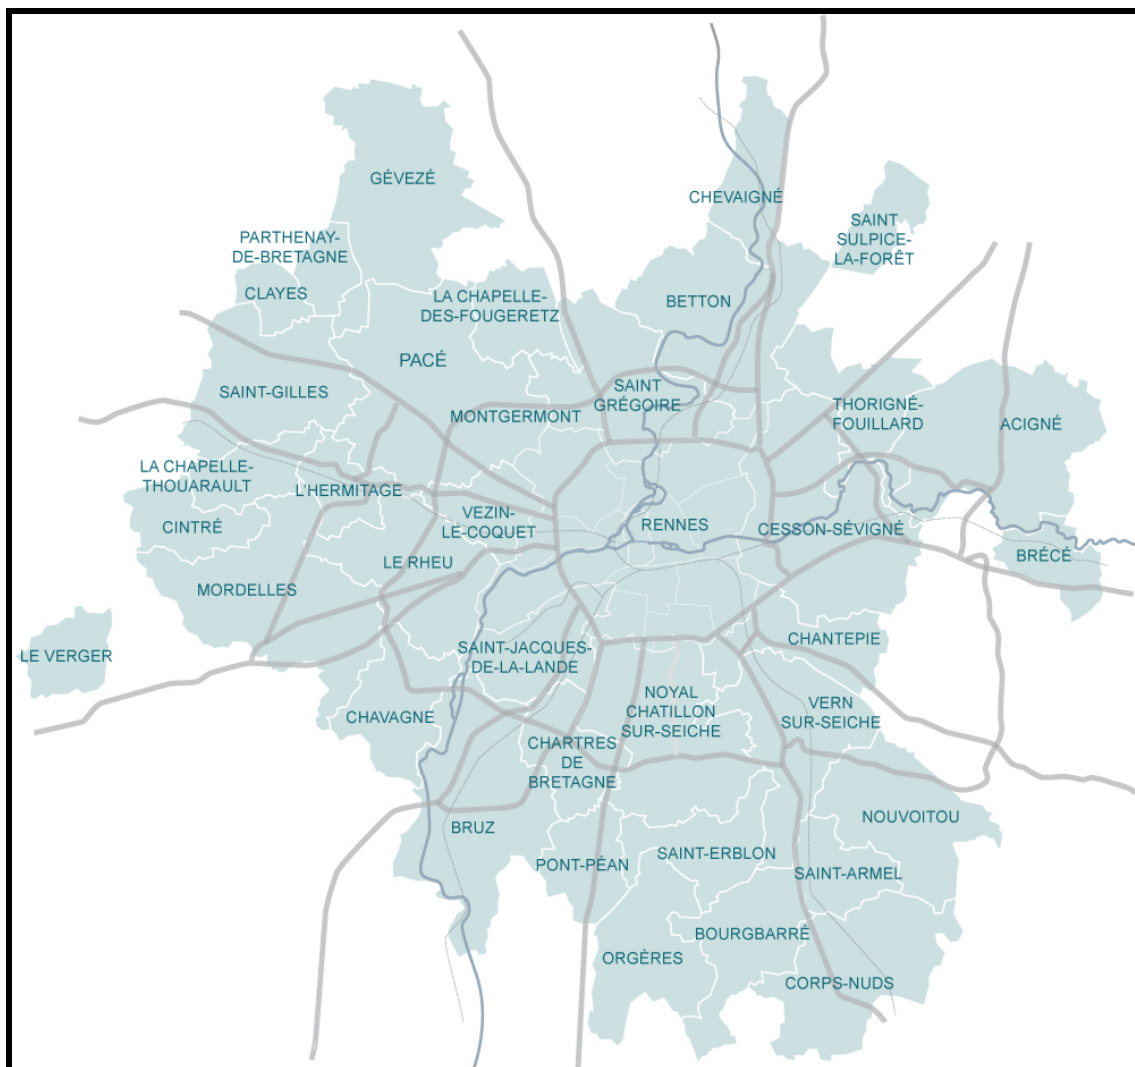 GÉVEZÉ
CHEVAIGNÉ
SAINT
SULPICE-
LA-FORÊT
PARTHENAY-
DE-BRETAGNE
CLAYES
LA CHAPELLE-
DES-FOUGERETZ
BETTON
PACÉ
SAINT-GILLES
SAINT
GRÉGOIRE
MONTGERMONT
THORIGNÉ-
FOUILLARD
ACIGNÉ
LA CHAPELLE-
THOUARAULT
L'HERMITAGE
CINTRÉ
VEZIN-
LE-COQUET
RENNES
CESSON-SÉVIGNÉ
BRÉCÉ
LE RHEU
MORDELLES
LE VERGER
SAINT-JACQUES-
DE-LA-LANDE
CHANTEPIE
NOYAL
CHATILLON
SUR-SEICHE
VERN
SUR-SEICHE
CHAVAGNE
CHARTRES
DE
BRETAGNE
BRUZ
NOUVOITOU
PONT-PÉAN
SAINT-ERBLON
SAINT-ARMEL
BOURGBARRÉ
ORGÈRES
CORPS-NUDS